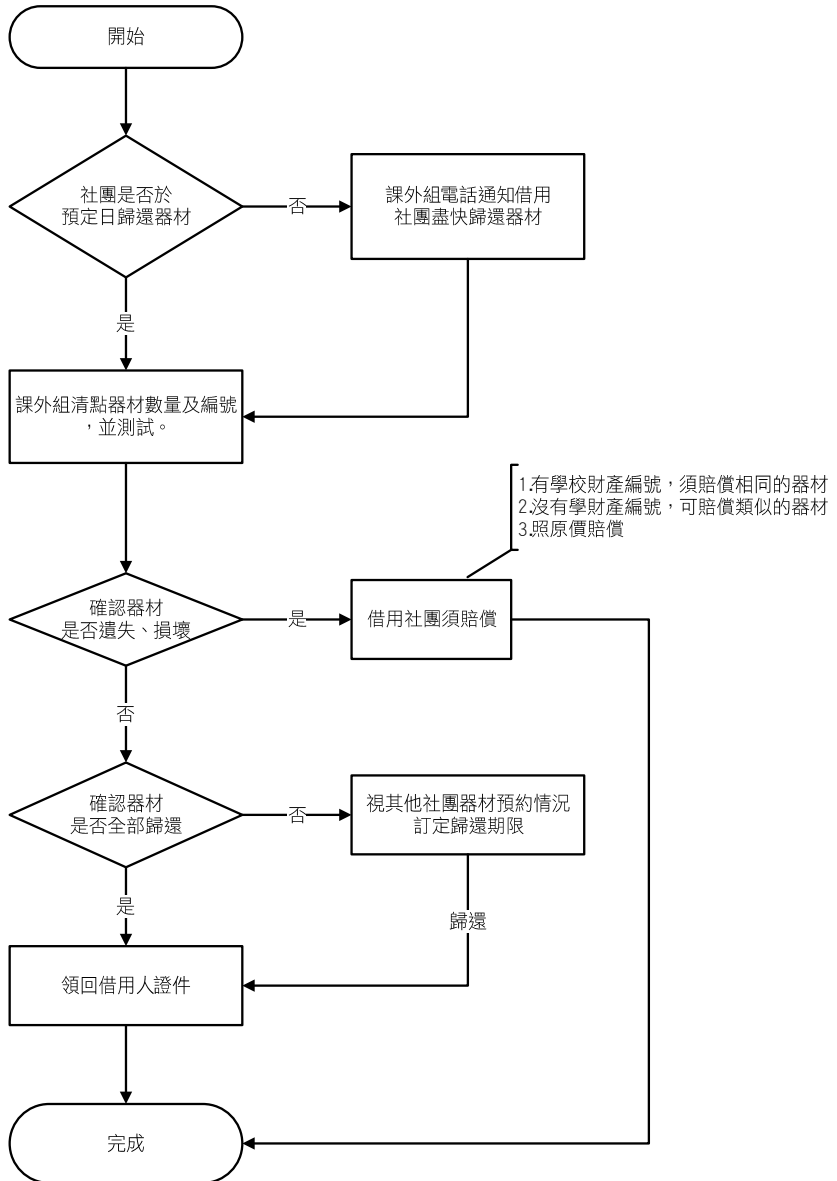 開始
社團是否於
預定日歸還器材
否
課外組電話通知借用
社團盡快歸還器材
是
課外組清點器材數量及編號
，並測試。
1.有學校財產編號，須賠償相同的器材
2.沒有學財產編號，可賠償類似的器材
3.照原價賠償
確認器材
是否遺失、損壞
是
借用社團須賠償
否
確認器材
是否全部歸還
否
視其他社團器材預約情況
訂定歸還期限
是
歸還
領回借用人證件
完成